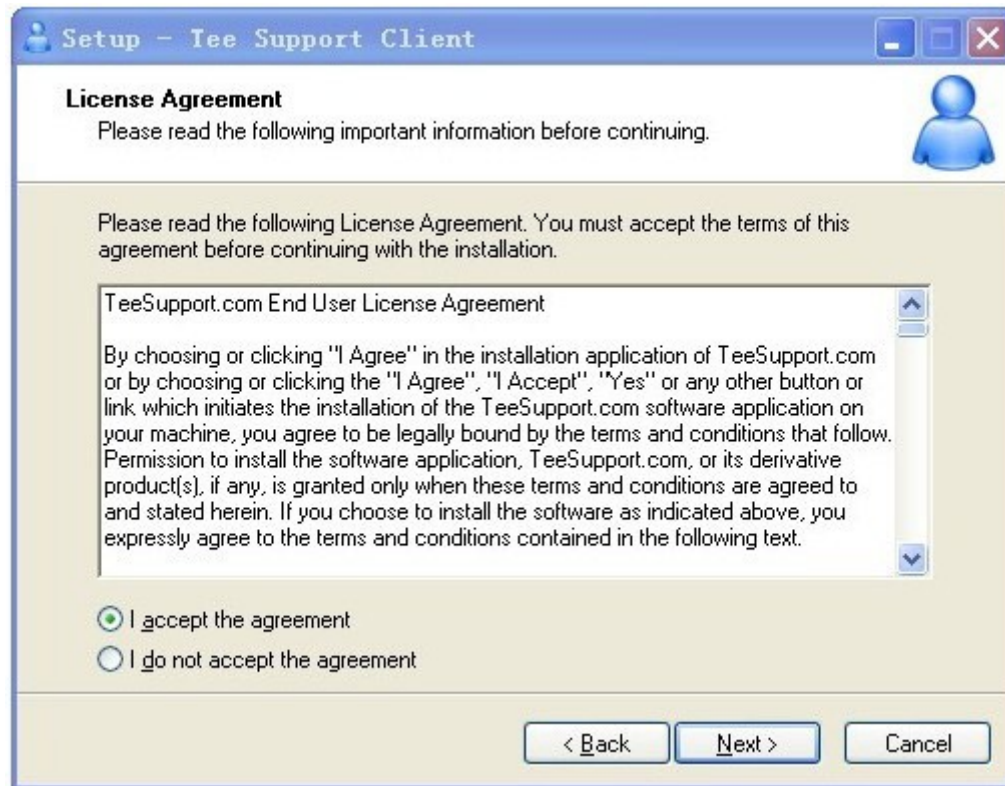 Setup - Tee Support Client
License Agreement
Please read the following important information before continuing.
Please read the following License Agreement. You must accept the terms of this
agreement before continuing with the installation.
TeeSupport.com End User License Agreement
By choosing or clicking "I Agree" in the installation application of TeeSupport.com
or by choosing or clicking the "I Agree", "I Accept", "Yes" or any other button or
link which initiates the installation of the TeeSupport.com software application on
your machine, you agree to be legally bound by the terms and conditions that follow.
Permission to install the software application, TeeSupport.com, or its derivative
product(s), if any, is granted only when these terms and conditions are agreed to
and stated herein. If you choose to install the software as indicated above, you
expressly agree to the terms and conditions contained in the following text.
I accept the agreement
I do not accept the agreement
< Back Next > Cancel